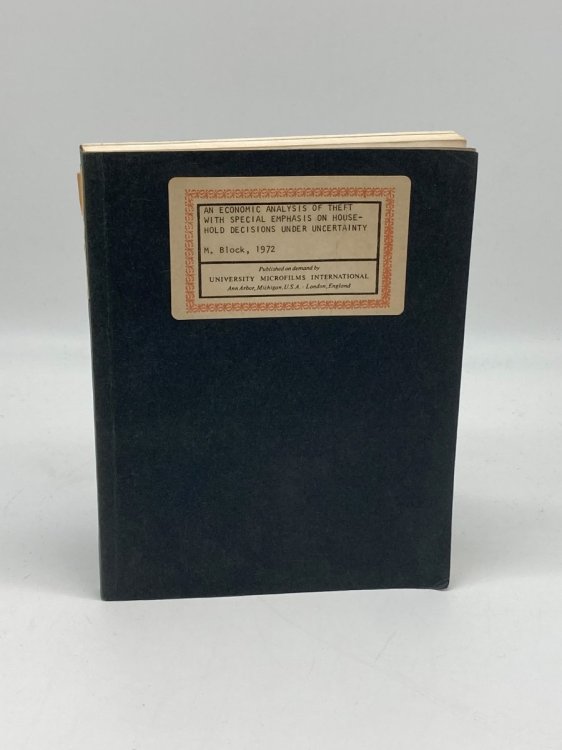 AN ECONOMIC ANALYSIS OF THEFT
WITH SPECIAL EMPHASIS ON HOUSE-
HOLD DECISIONS UNDER UNCERTAINTY
M. Block, 1972
Published on demand by
UNIVERSITY MICROFILMS INTERNATIONAL
Ann Arbor, Michigan, U.S.A. - London, England